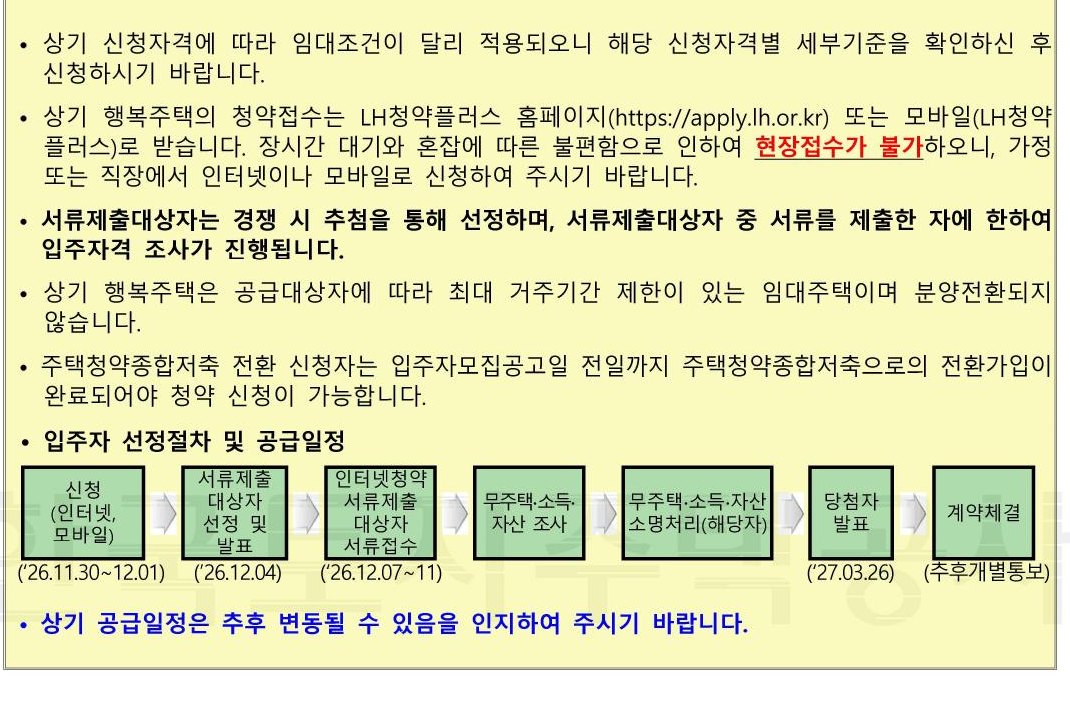 • 상기 신청자격에 따라 임대조건이 달리 적용되오니 해당 신청자격별 세부기준을 확인하신 후
신청하시기 바랍니다.
• 상기 행복주택의 청약접수는 LH청약플러스 홈페이지(https://apply.lh.or.kr) 또는 모바일(LH청약
플러스)로 받습니다. 장시간 대기와 혼잡에 따른 불편함으로 인하여 현장접수가 불가하오니, 가정
또는 직장에서 인터넷이나 모바일로 신청하여 주시기 바랍니다.
• 서류제출대상자는 경쟁 시 추첨을 통해 선정하며, 서류제출대상자 중 서류를 제출한 자에 한하여
입주자격 조사가 진행됩니다.
• 상기 행복주택은 공급대상자에 따라 최대 거주기간 제한이 있는 임대주택이며 분양전환되지
않습니다.
• 주택청약종합저축 전환 신청자는 입주자모집공고일 전일까지 주택청약종합저축으로의 전환가입이
완료되어야 청약 신청이 가능합니다.
• 입주자 선정절차 및 공급일정
신청
(인터넷,
모바일)
('26.11.30~12.01)
서류제출
대상자
선정 및
발표
('26.12.04)
인터넷청약
서류제출
대상자
서류접수
('26.12.07~11)
무주택·소득·
자산 조사
무주택·소득·자산
소명처리(해당자)
당첨자
발표
('27.03.26)
계약체결
(추후개별통보)
• 상기 공급일정은 추후 변동될 수 있음을 인지하여 주시기 바랍니다.
한국토지주택공사